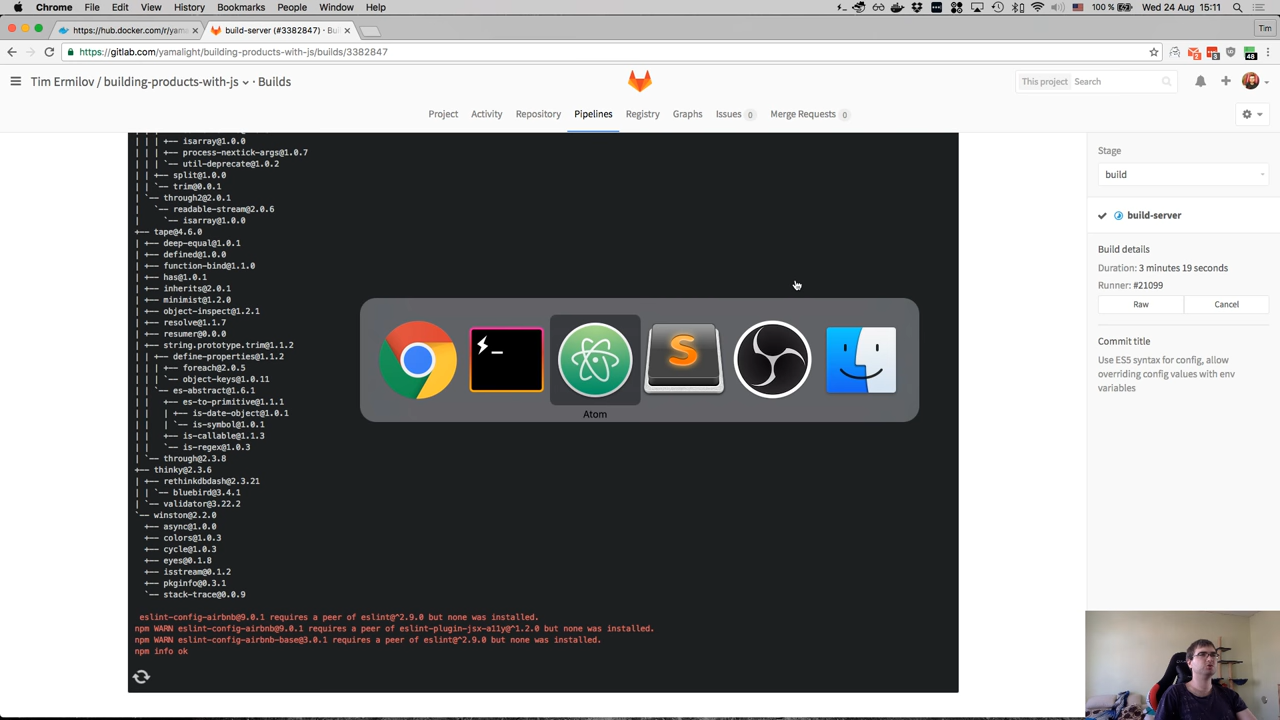 Chrome File Edit View History Bookmarks People Window Help 100 % Wed 24 Aug 15:11
https://hub.docker.com/r/yama build-server (#3382847) · Bui Tim
https://gitlab.com/yamalight/building-products-with-js/builds/3382847
Tim Ermilov / building-products-with-js · Builds This project Search
Project Activity Repository Pipelines Registry Graphs Issues 0 Merge Requests 0
| | | +-- isarray@1.0.0
| | | +-- process-nextick-args@1.0.7
| | | `-- util-deprecate@1.0.2
| | +-- split@1.0.0
| | `-- trim@0.0.1
| `-- through2@2.0.1
|   `-- readable-stream@2.0.6
|     `-- isarray@1.0.0
+-- tape@4.6.0
| +-- deep-equal@1.0.1
| +-- defined@1.0.0
| +-- function-bind@1.1.0
| +-- has@1.0.1
| +-- inherits@2.0.1
| +-- minimist@1.2.0
| +-- object-inspect@1.2.1
| +-- resolve@1.1.7
| +-- resumer@0.0.0
| +-- string.prototype.trim@1.1.2
| | +-- define-properties@1.1.2
| | | +-- foreach@2.0.5
| | | `-- object-keys@1.0.11
| | +-- es-abstract@1.6.1
| | | +-- es-to-primitive@1.1.1
| | | | +-- is-date-object@1.0.1
| | | | `-- is-symbol@1.0.1
| | | +-- is-callable@1.1.3
| | | `-- is-regex@1.0.3
| `-- through@2.3.8
+-- thinky@2.3.6
| +-- rethinkdbdash@2.3.21
| | `-- bluebird@3.4.1
| `-- validator@3.22.2
`-- winston@2.2.0
  +-- async@1.0.0
  +-- colors@1.0.3
  +-- cycle@1.0.3
  +-- eyes@0.1.8
  +-- isstream@0.1.2
  +-- pkginfo@0.3.1
  `-- stack-trace@0.0.9
eslint-config-airbnb@9.0.1 requires a peer of eslint@^2.9.0 but none was installed.
npm WARN eslint-config-airbnb@9.0.1 requires a peer of eslint-plugin-jsx-a11y@^1.2.0 but none was installed.
npm WARN eslint-config-airbnb-base@3.0.1 requires a peer of eslint@^2.9.0 but none was installed.
npm info ok
S
Atom
Stage
build
build-server
Build details
Duration: 3 minutes 19 seconds
Runner: #21099
Raw Cancel
Commit title
Use ES5 syntax for config, allow
overriding config values with env
variables